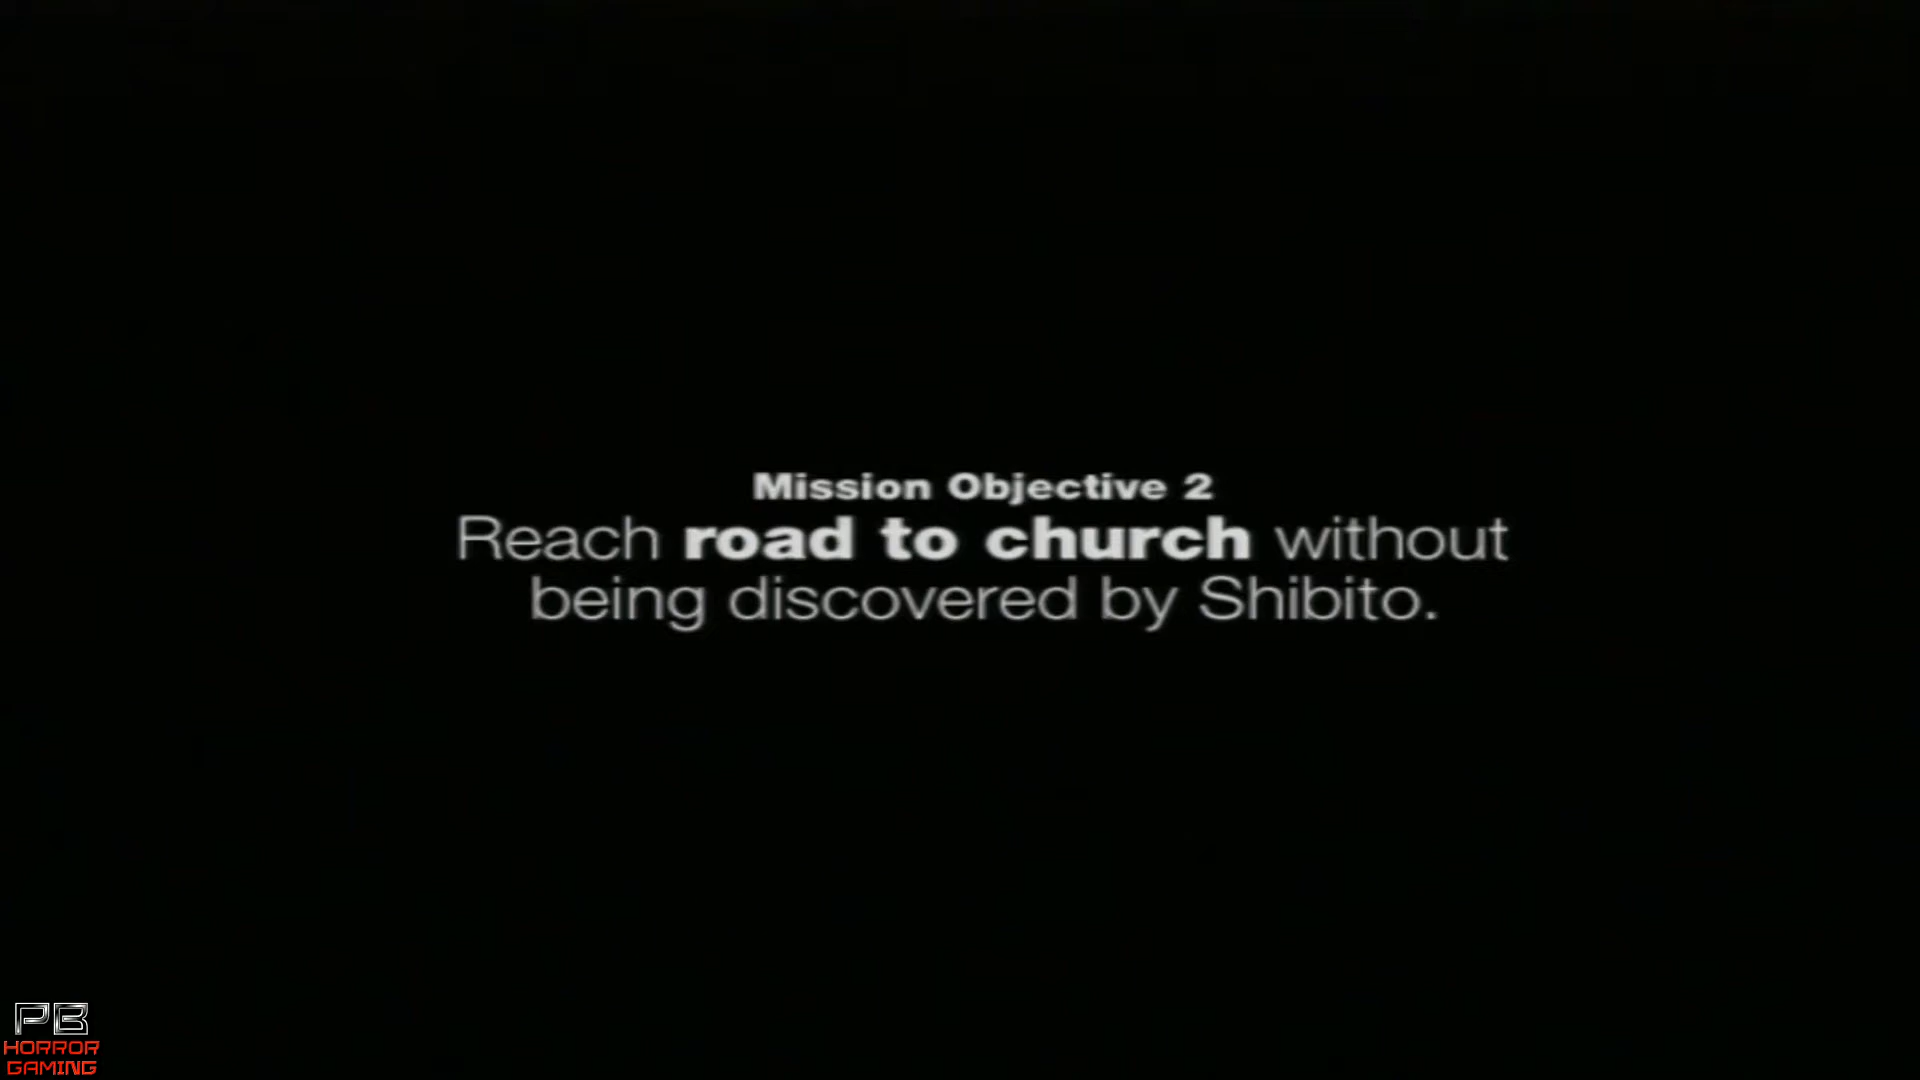 Mission Objective 2
Reach road to church without
being discovered by Shibito.
PB
HORROR
GAMING